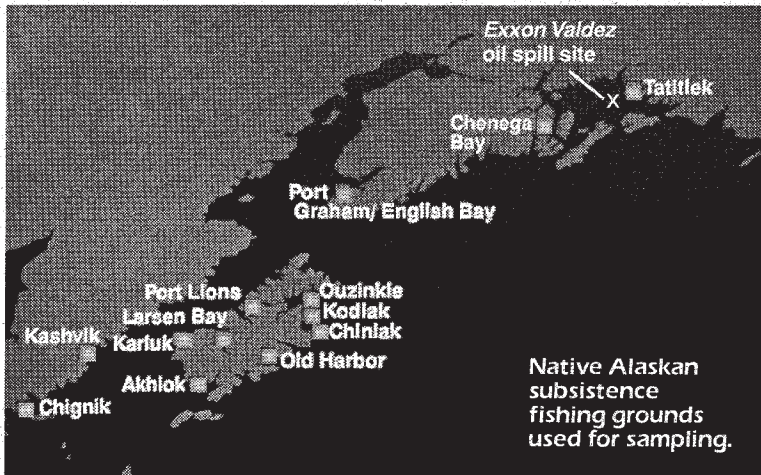 Exxon Valdez
oil spill site
Tatitlek
Chenega
Bay
X
Port
Graham/ English Bay
Port Lions
Ouzinkie
Larsen Bay
Kodiak
Chiniak
Kashvik
Karluk
Old Harbor
Akhiok
Chignik
Native Alaskan
subsistence
fishing grounds
used for sampling.